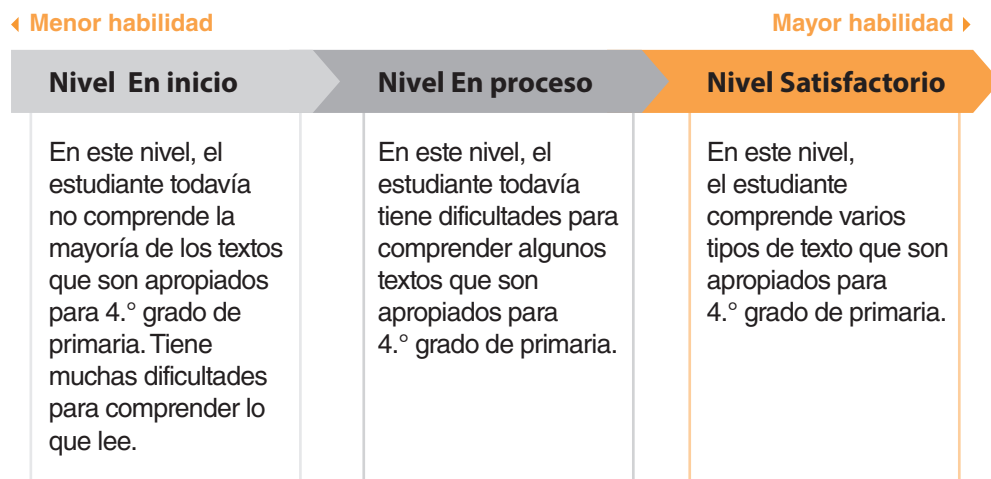 Menor habilidad
Mayor habilidad
Nivel En inicio
Nivel En proceso
Nivel Satisfactorio
En este nivel, el
estudiante todavía
no comprende la
mayoría de los textos
que son apropiados
para 4.° grado de
primaria. Tiene
muchas dificultades
para comprender lo
que lee.
En este nivel, el
estudiante todavía
tiene dificultades para
comprender algunos
textos que son
apropiados para
4.° grado de primaria.
En este nivel,
el estudiante
comprende varios
tipos de texto que son
apropiados para
4.° grado de primaria.